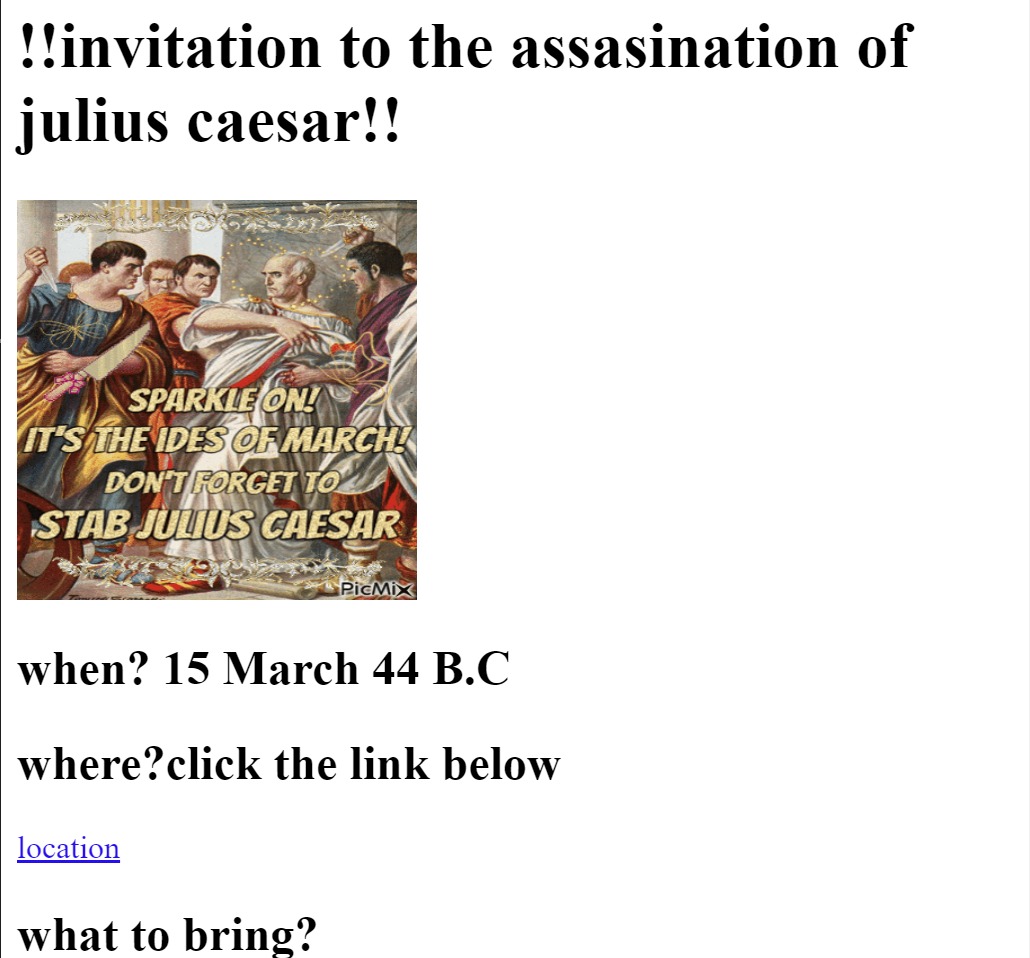 !!invitation to the assasination of
julius caesar!!
SPARKLE ON!
IT'S THE IDES OF MARCH!
DON'T FORGET TO
STAB JULIUS CAESAR
PicMix
when? 15 March 44 B.C
where?click the link below
location
what to bring?